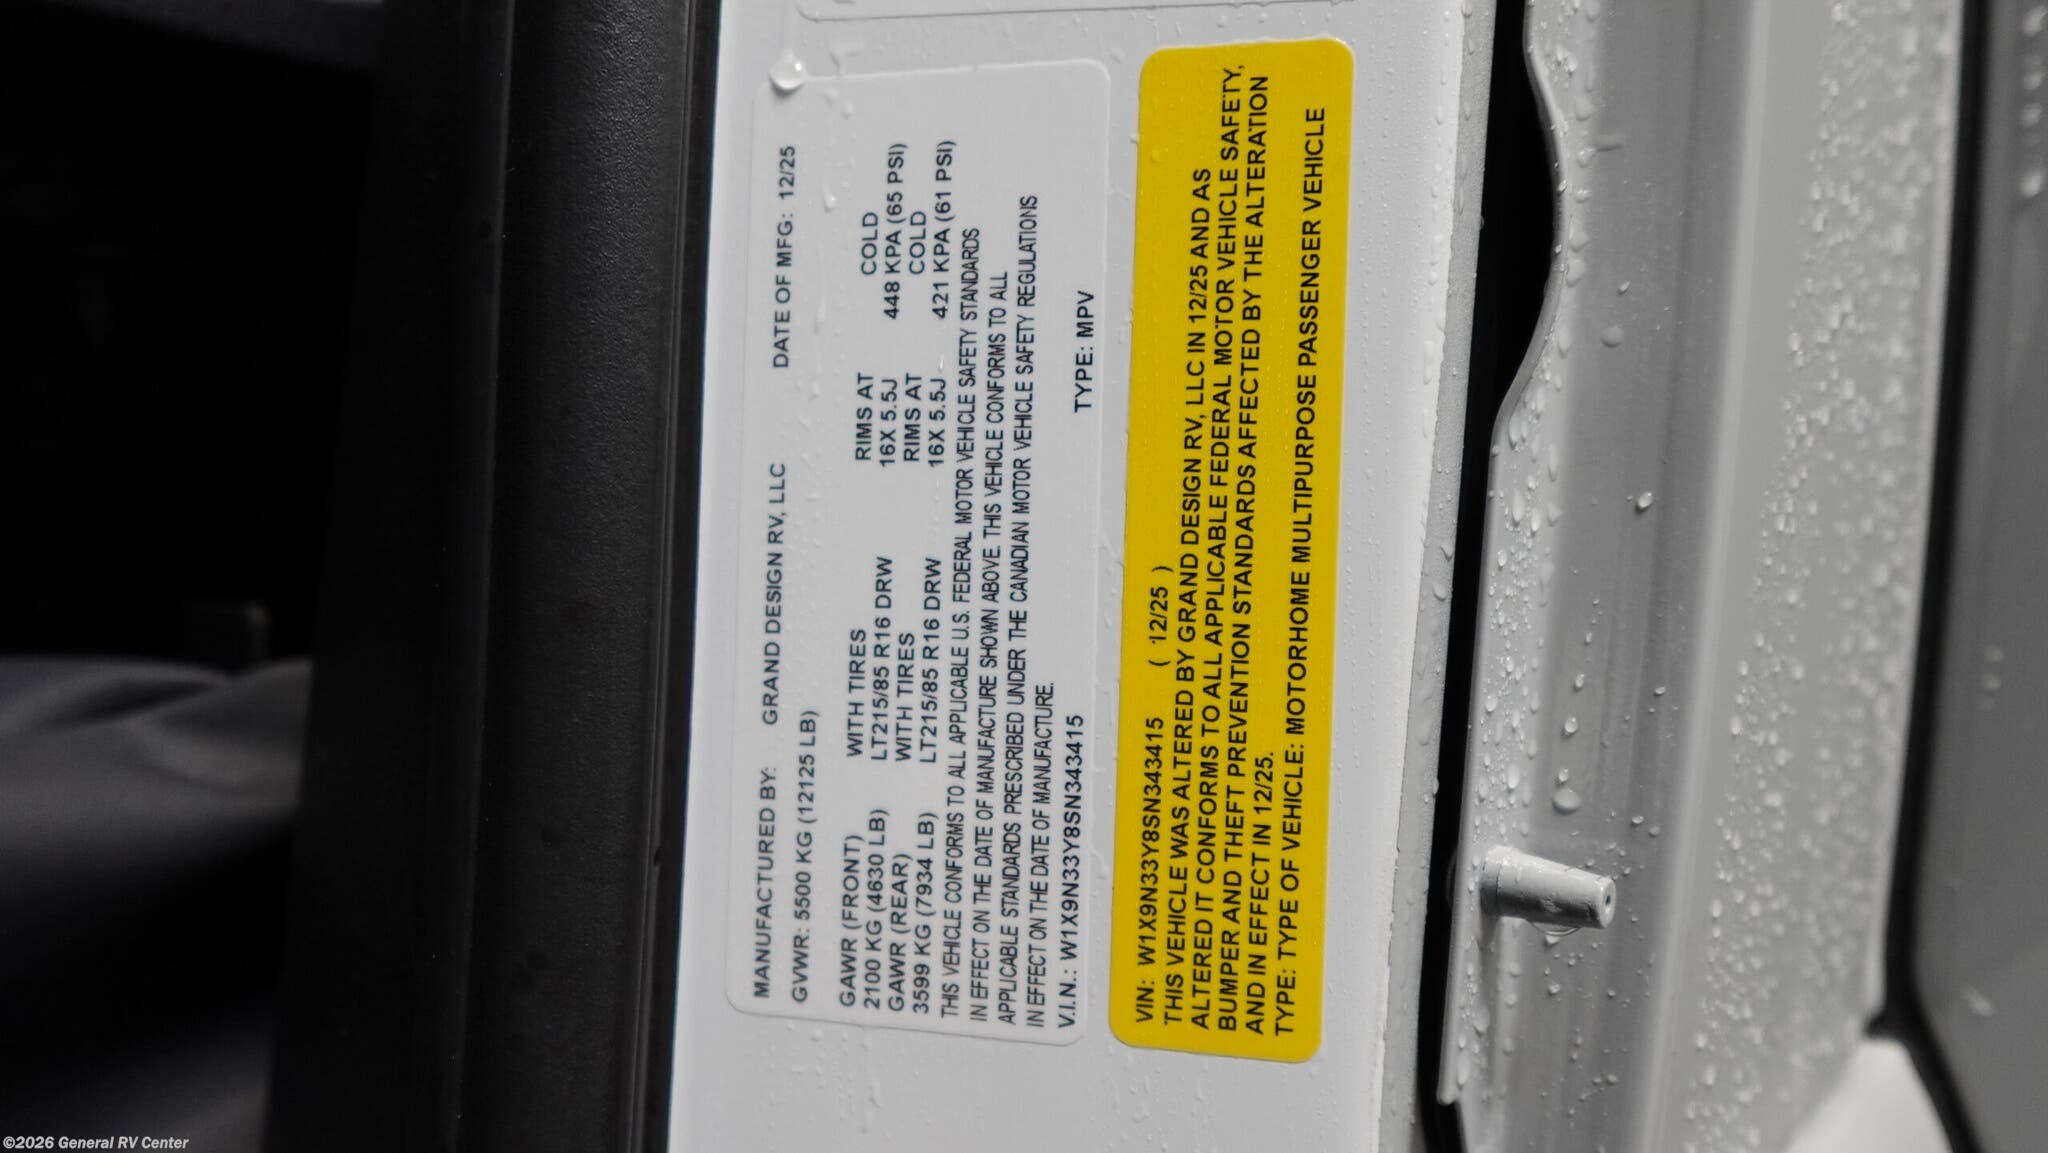 MANUFACTURED BY: GRAND DESIGN RV, LLC DATE OF MFG: 12/25
GVWR: 5500 KG (12125 LB)
GAWR (FRONT) WITH TIRES RIMS AT COLD
2100 KG (4630 LB) LT215/85 R16 DRW 16X 5.5J 448 KPA (65 PSI)
GAWR (REAR) WITH TIRES RIMS AT COLD
3599 KG (7934 LB) LT215/85 R16 DRW 16X 5.5J 421 KPA (61 PSI)
THIS VEHICLE CONFORMS TO ALL APPLICABLE U.S. FEDERAL MOTOR VEHICLE SAFETY STANDARDS
IN EFFECT ON THE DATE OF MANUFACTURE SHOWN ABOVE. THIS VEHICLE CONFORMS TO ALL
APPLICABLE STANDARDS PRESCRIBED UNDER THE CANADIAN MOTOR VEHICLE SAFETY REGULATIONS
IN EFFECT ON THE DATE OF MANUFACTURE.
V.I.N.: W1X9N33Y8SN343415 TYPE: MPV
VIN: W1X9N33Y8SN343415 ( 12/25 )
THIS VEHICLE WAS ALTERED BY GRAND DESIGN RV, LLC IN 12/25 AND AS
ALTERED IT CONFORMS TO ALL APPLICABLE FEDERAL MOTOR VEHICLE SAFETY,
BUMPER AND THEFT PREVENTION STANDARDS AFFECTED BY THE ALTERATION
AND IN EFFECT IN 12/25.
TYPE: TYPE OF VEHICLE: MOTORHOME MULTIPURPOSE PASSENGER VEHICLE
©2026 General RV Center